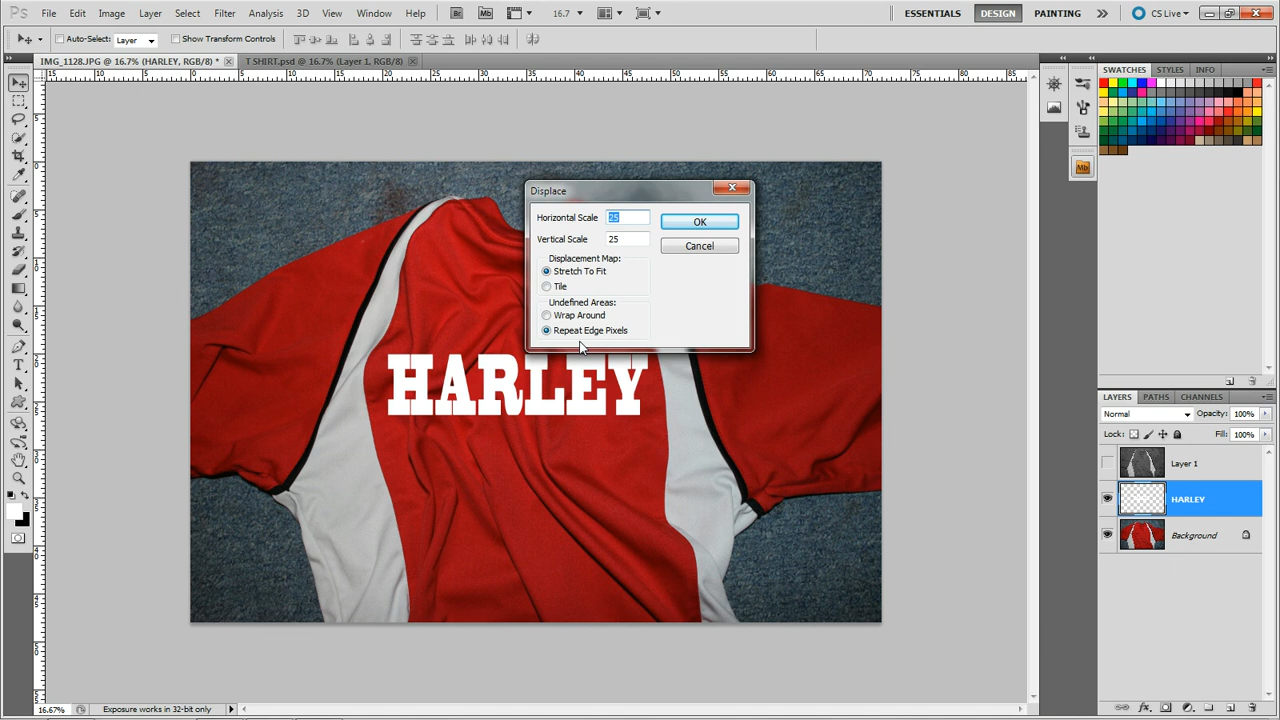 Ps File Edit Image Layer Select Filter Analysis 3D View Window Help Br Mb 16.7 ESSENTIALS DESIGN PAINTING CS Live
Auto-Select: Layer Show Transform Controls
IMG_1128.JPG @ 16.7% (HARLEY, RGB/8) * T SHIRT.psd @ 16.7% (Layer 1, RGB/8)
SWATCHES STYLES INFO
Displace
Horizontal Scale 25 OK
Vertical Scale 25 Cancel
Displacement Map:
Stretch To Fit
Tile
Undefined Areas:
Wrap Around
Repeat Edge Pixels
HARLEY
Mb
LAYERS PATHS CHANNELS
Normal Opacity: 100%
Lock: Fill: 100%
Layer 1
HARLEY
Background
16.67% Exposure works in 32-bit only